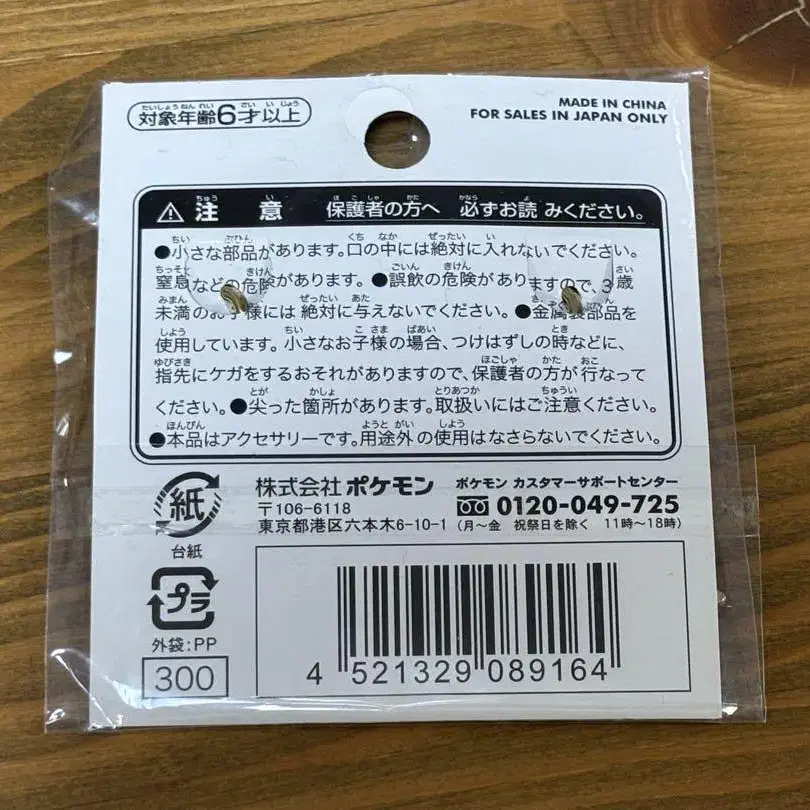 対象年齢6才以上
MADE IN CHINA
FOR SALES IN JAPAN ONLY
注意 保護者の方へ 必ずお読みください。
●小さな部品があります。口の中には絶対に入れないでください。
窒息などの危険があります。●誤飲の危険がありますので、3歳
未満のお子様には絶対に与えないでください。●金属製部品を
使用しています。小さなお子様の場合、つけはずしの時などに、
指先にケガをするおそれがありますので、保護者の方が行なって
ください。●尖った箇所があります。取扱いにはご注意ください。
●本品はアクセサリーです。用途外の使用はなさらないでください。
紙
台紙
プラ
外袋:PP
300
株式会社ポケモン
〒106-6118
東京都港区六本木6-10-1
ポケモン カスタマーサポートセンター
0120-049-725
(月～金 祝祭日を除く 11時～18時)
4 521329 089164